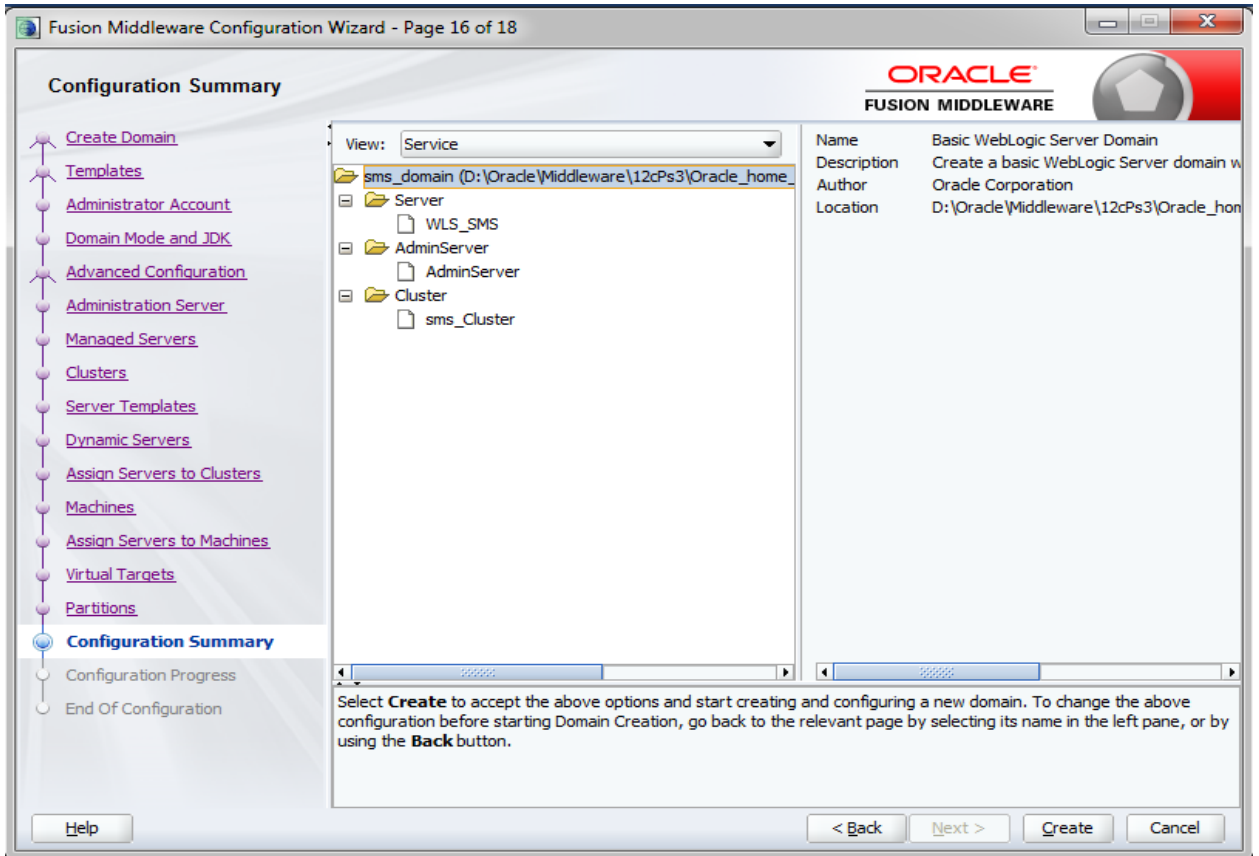 Fusion Middleware Configuration Wizard - Page 16 of 18
Configuration Summary
ORACLE
FUSION MIDDLEWARE
Create Domain
Templates
Administrator Account
Domain Mode and JDK
Advanced Configuration
Administration Server
Managed Servers
Clusters
Server Templates
Dynamic Servers
Assign Servers to Clusters
Machines
Assign Servers to Machines
Virtual Targets
Partitions
Configuration Summary
Configuration Progress
End Of Configuration
View: Service
sms_domain (D:\Oracle\Middleware\12cPs3\Oracle_home_
Server
WLS_SMS
AdminServer
AdminServer
Cluster
sms_Cluster
Name Basic WebLogic Server Domain
Description Create a basic WebLogic Server domain w
Author Oracle Corporation
Location D:\Oracle\Middleware\12cPs3\Oracle_hom
Select Create to accept the above options and start creating and configuring a new domain. To change the above
configuration before starting Domain Creation, go back to the relevant page by selecting its name in the left pane, or by
using the Back button.
Help
< Back
Next >
Create
Cancel